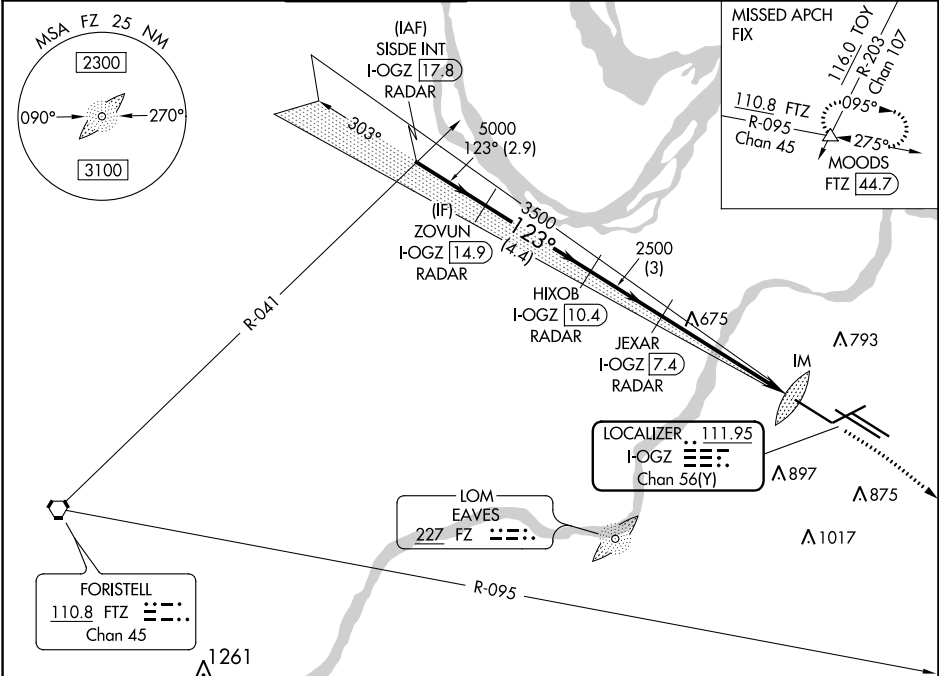 MSA FZ 25 NM
2300
090°
270°
3100
(IAF)
SISDE INT
I-OGZ 17.8
RADAR
303°
5000
123° (2.9)
(IF)
ZOVUN
I-OGZ 14.9
RADAR
3500
123°
(4.4)
2500
(3)
HIXOB
I-OGZ 10.4
RADAR
JEXAR
I-OGZ 7.4
RADAR
675
793
IM
MISSED APCH
FIX
116.0 TOY
R-203
Chan 107
110.8 FTZ
R-095
Chan 45
095°
275°
MOODS
FTZ 44.7
R-041
LOCALIZER 111.95
I-OGZ
Chan 56(Y)
897
875
1017
LOM
EAVES
227 FZ
R-095
FORISTELL
110.8 FTZ
Chan 45
1261